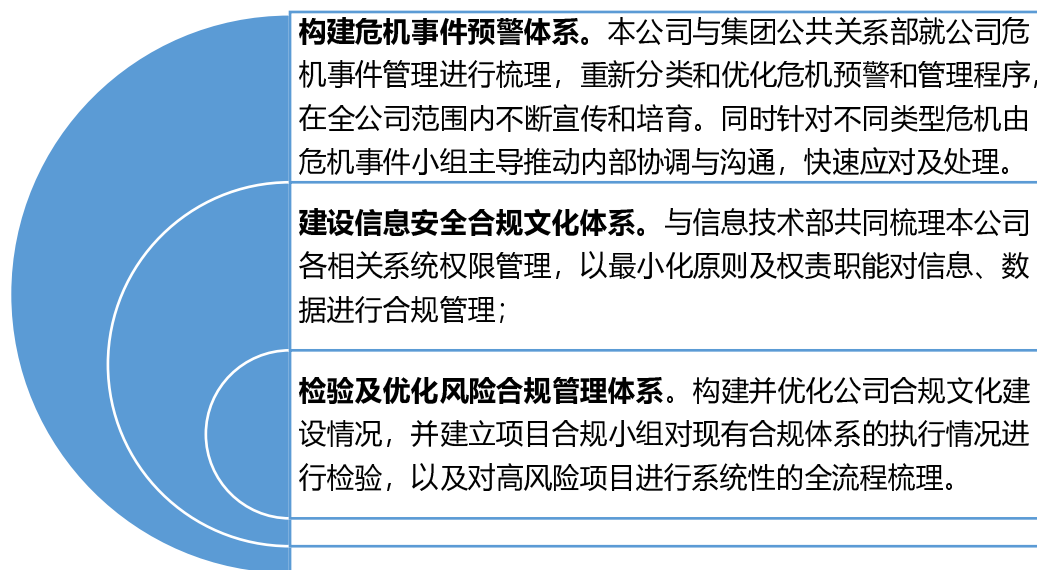 构建危机事件预警体系。本公司与集团公共关系部就公司危
机事件管理进行梳理，重新分类和优化危机预警和管理程序，
在全公司范围内不断宣传和培育。同时针对不同类型危机由
危机事件小组主导推动内部协调与沟通，快速应对及处理。
建设信息安全合规文化体系。与信息技术部共同梳理本公司
各相关系统权限管理，以最小化原则及权责职能对信息、数
据进行合规管理；
检验及优化风险合规管理体系。构建并优化公司合规文化建
设情况，并建立项目合规小组对现有合规体系的执行情况进
行检验，以及对高风险项目进行系统性的全流程梳理。